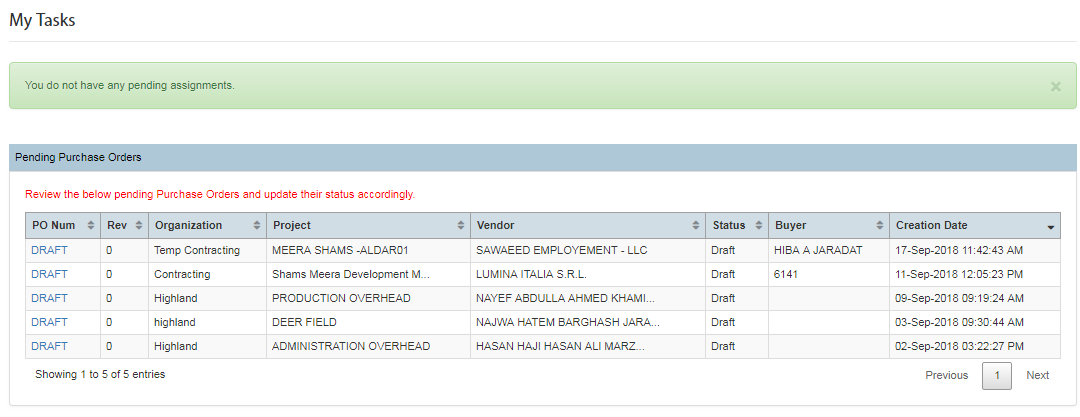 My Tasks
You do not have any pending assignments. ×
Pending Purchase Orders
Review the below pending Purchase Orders and update their status accordingly.
PO Num Rev Organization Project Vendor Status Buyer Creation Date
DRAFT 0 Temp Contracting MEERA SHAMS -ALDAR01 SAWAEED EMPLOYEMENT - LLC Draft HIBA A JARADAT 17-Sep-2018 11:42:43 AM
DRAFT 0 Contracting Shams Meera Development M... LUMINA ITALIA S.R.L. Draft 6141 11-Sep-2018 12:05:23 PM
DRAFT 0 Highland PRODUCTION OVERHEAD NAYEF ABDULLA AHMED KHAMI... Draft 09-Sep-2018 09:19:24 AM
DRAFT 0 highland DEER FIELD NAJWA HATEM BARGHASH JARA... Draft 03-Sep-2018 09:30:44 AM
DRAFT 0 Highland ADMINISTRATION OVERHEAD HASAN HAJI HASAN ALI MARZ... Draft 02-Sep-2018 03:22:27 PM
Showing 1 to 5 of 5 entries Previous 1 Next